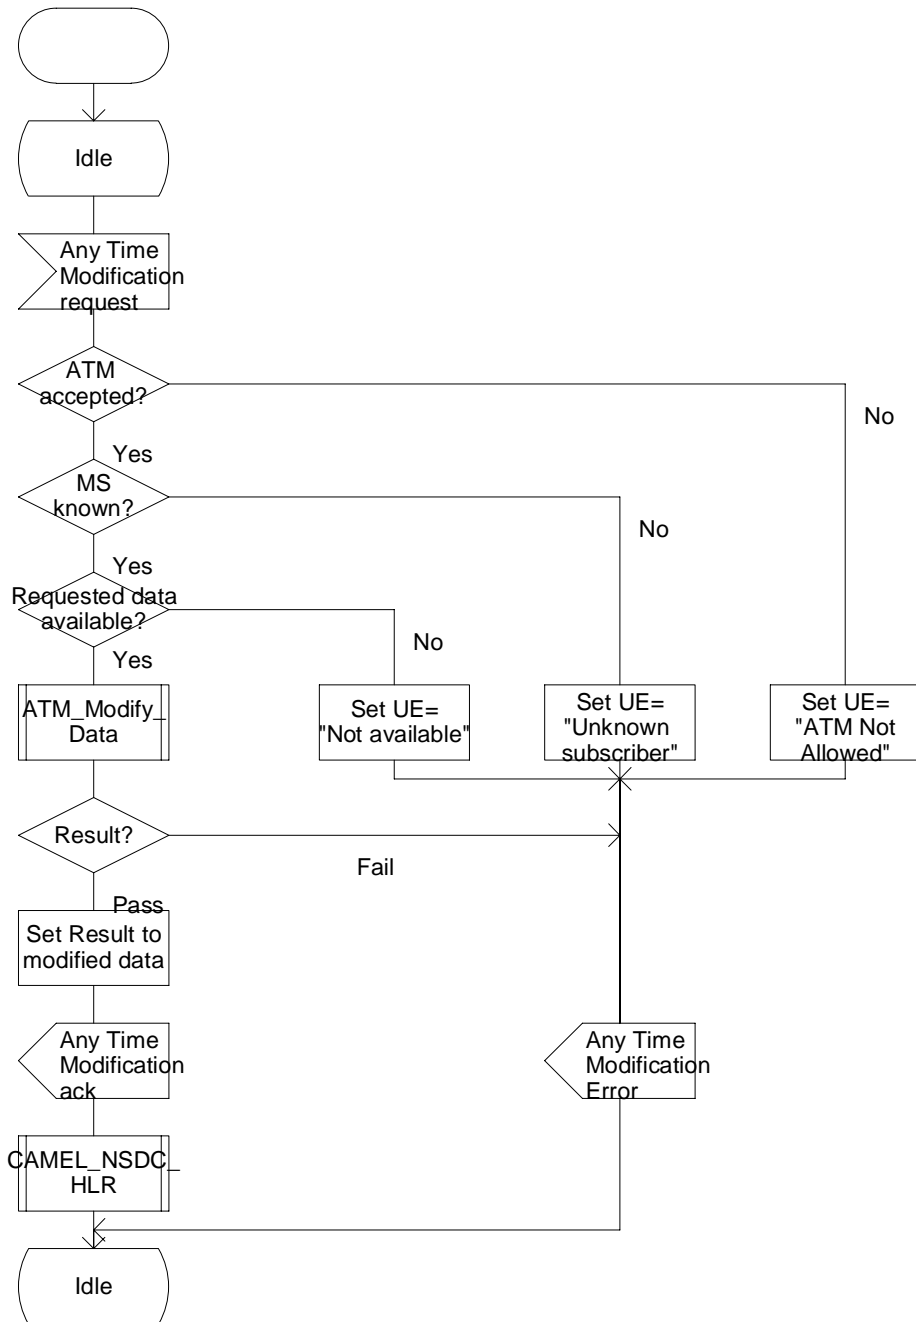 Idle
Any Time
Modification
request
ATM
accepted?
No
Yes
MS
known?
No
Yes
Requested data
available?
No
Yes
ATM_Modify_
Data
Set UE=
"Not available"
Set UE=
"Unknown
subscriber"
Set UE=
"ATM Not
Allowed"
Result?
Fail
Pass
Set Result to
modified data
Any Time
Modification
ack
Any Time
Modification
Error
CAMEL_NSDC_
HLR
Idle